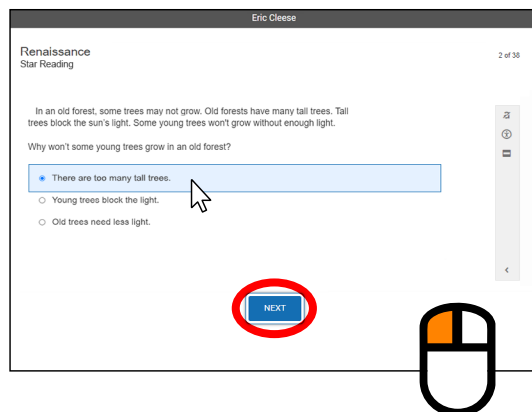 Eric Cleese
Renaissance
Star Reading
2 of 38
In an old forest, some trees may not grow. Old forests have many tall trees. Tall
trees block the sun's light. Some young trees won't grow without enough light.
Why won't some young trees grow in an old forest?
There are too many tall trees.
Young trees block the light.
Old trees need less light.
NEXT